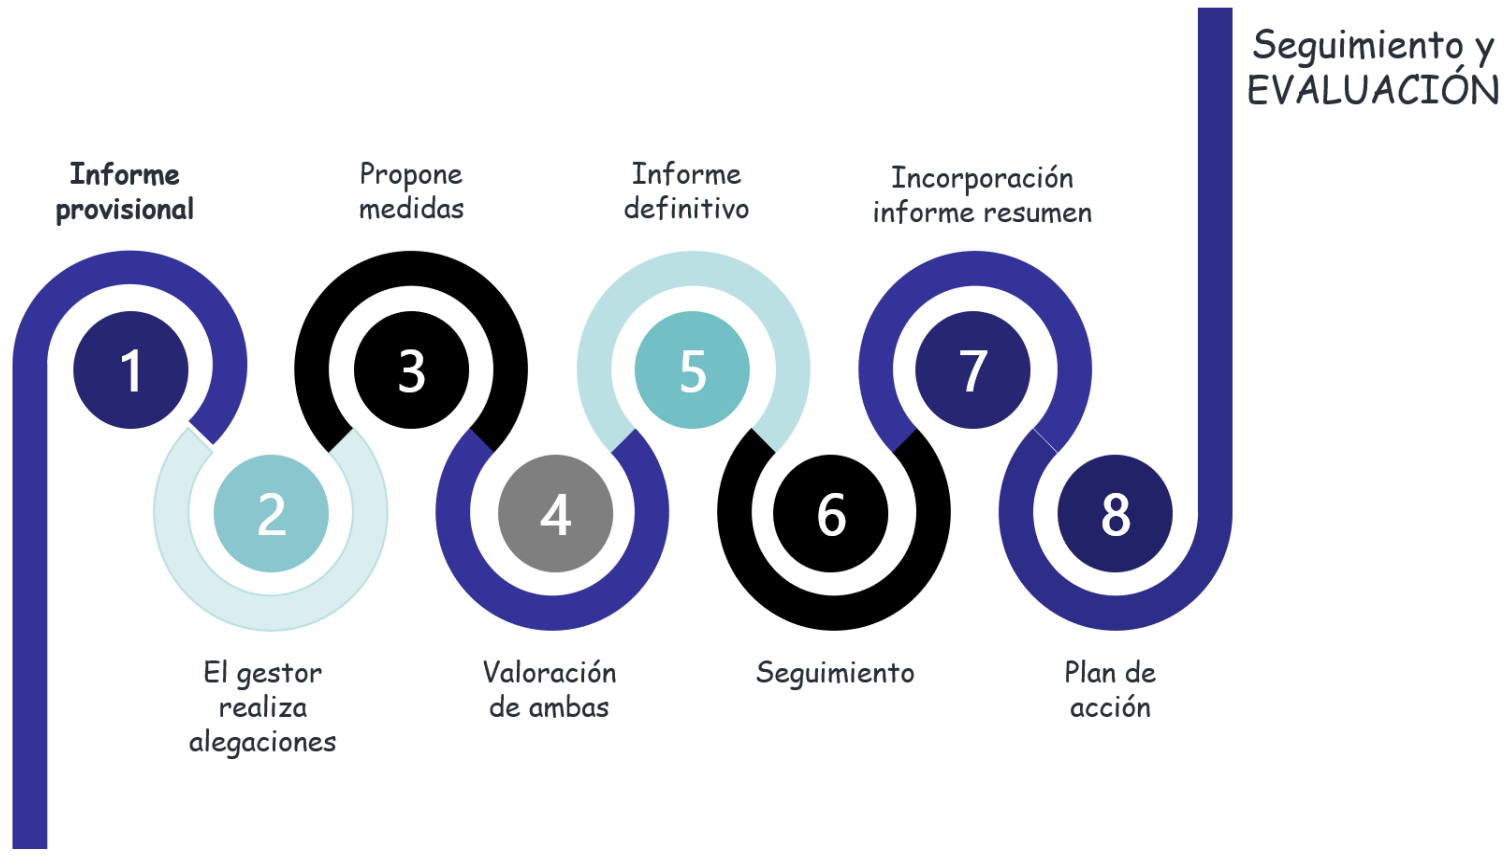 Seguimiento y
EVALUACIÓN
Informe
provisional
Propone
medidas
Informe
definitivo
Incorporación
informe resumen
1
3
5
7
2
4
6
8
El gestor
realiza
alegaciones
Valoración
de ambas
Seguimiento
Plan de
acción